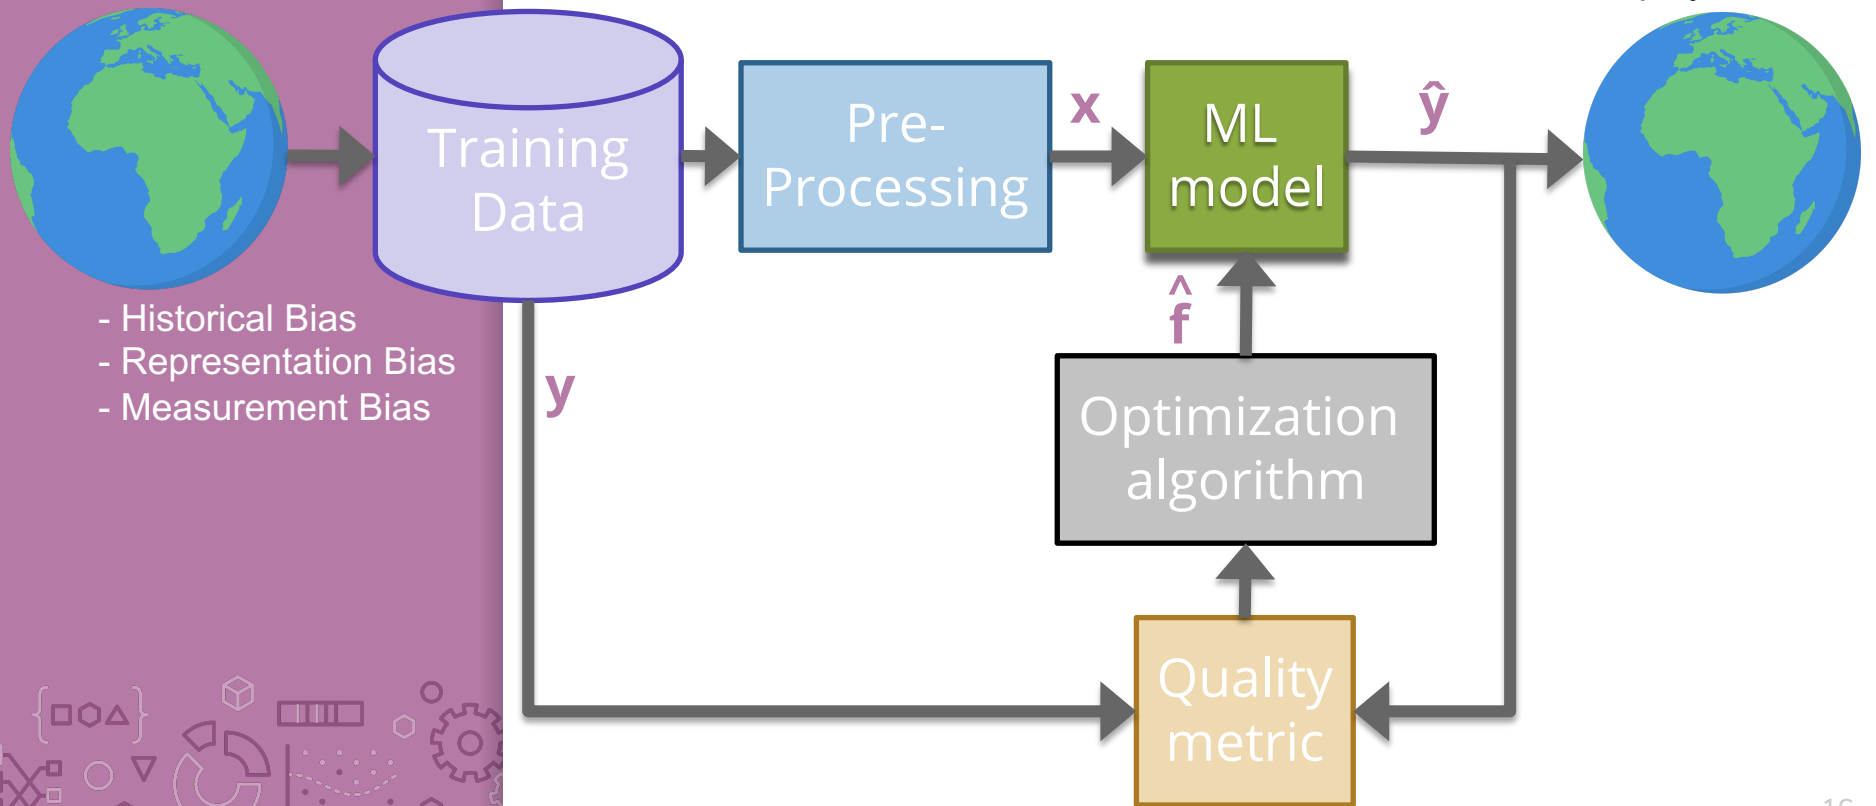 Training
Data
Pre-
Processing
x
ML
model
ŷ
- Historical Bias
- Representation Bias
- Measurement Bias
y
f̂
Optimization
algorithm
Quality
metric